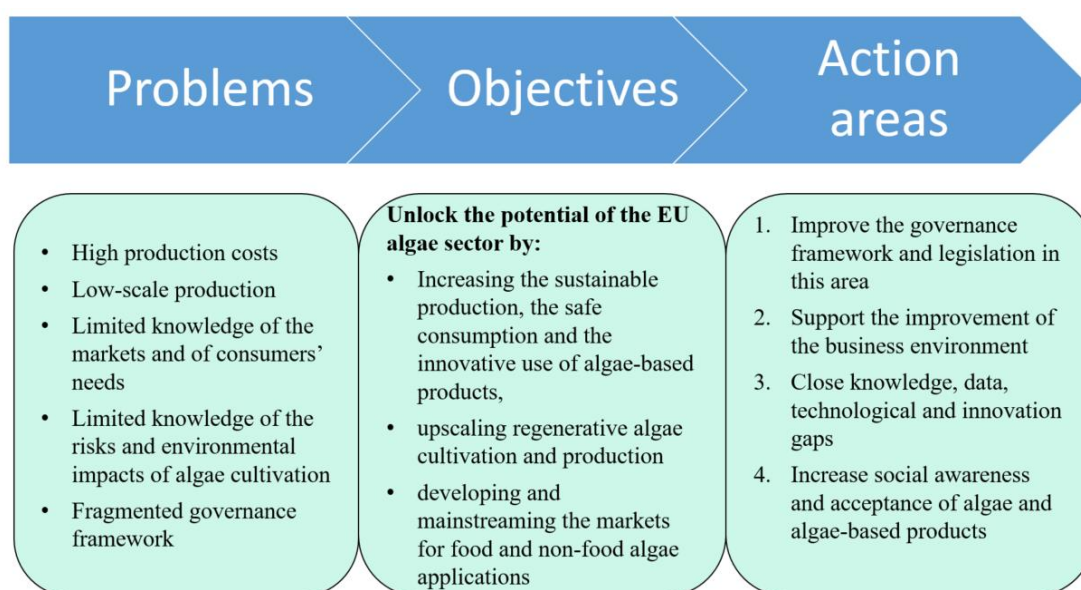 Problems
Objectives
Action
areas
• High production costs
• Low-scale production
• Limited knowledge of the
markets and of consumers’
needs
• Limited knowledge of the
risks and environmental
impacts of algae cultivation
• Fragmented governance
framework
Unlock the potential of the EU
algae sector by:
• Increasing the sustainable
production, the safe
consumption and the
innovative use of algae-based
products,
• upscaling regenerative algae
cultivation and production
• developing and
mainstreaming the markets
for food and non-food algae
applications
1. Improve the governance
framework and legislation in
this area
2. Support the improvement of
the business environment
3. Close knowledge, data,
technological and innovation
gaps
4. Increase social awareness
and acceptance of algae and
algae-based products